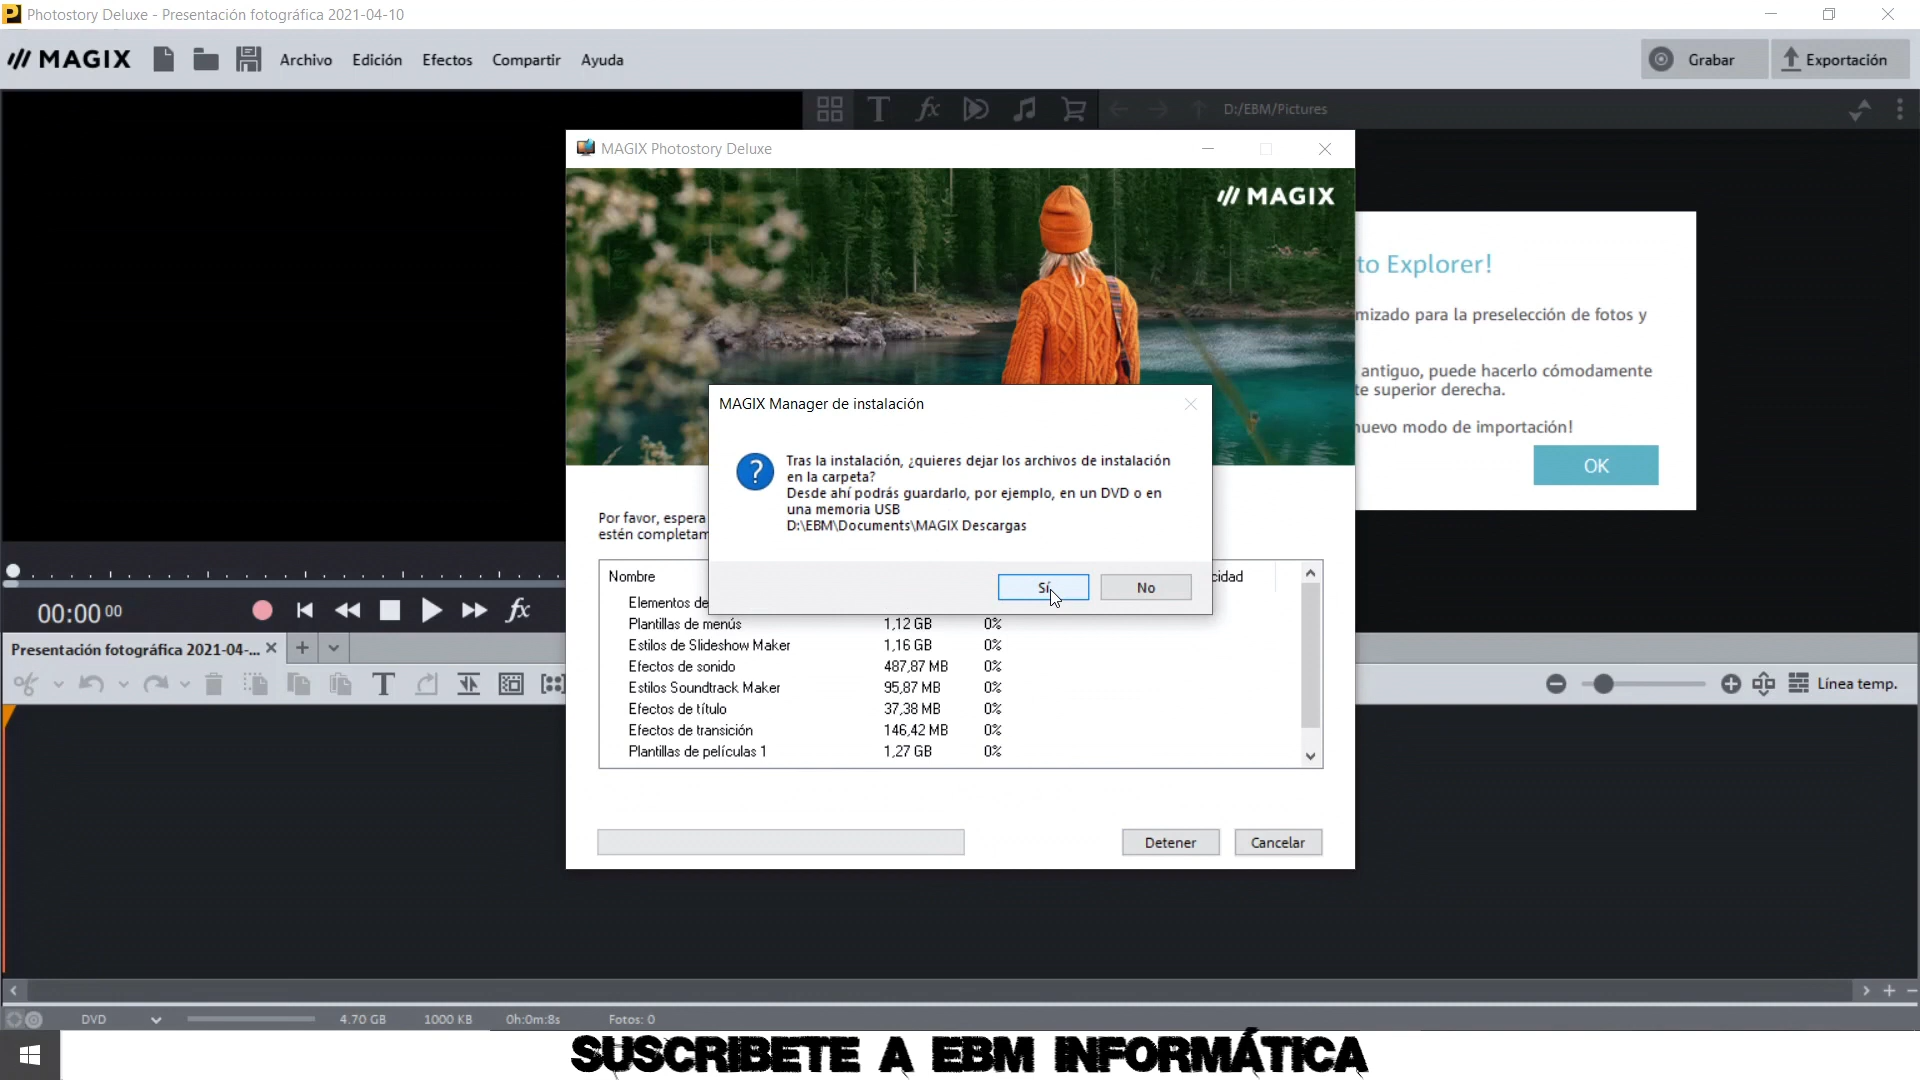 Photostory Deluxe - Presentación fotográfica 2021-04-10
MAGIX
Archivo
Edición
Efectos
Compartir
Ayuda
Grabar
Exportación
D:/EBM/Pictures
MAGIX Photostory Deluxe
MAGIX
to Explorer!
mizado para la preselección de fotos y
antiguo, puede hacerlo cómodamente
te superior derecha.
nuevo modo de importación!
OK
MAGIX Manager de instalación
Tras la instalación, ¿quieres dejar los archivos de instalación
en la carpeta?
Desde ahí podrás guardarlo, por ejemplo, en un DVD o en
una memoria USB
D:\EBM\Documents\MAGIX Descargas
Sí
No
Por favor, espera
estén completam
Nombre
cidad
Elementos de
Plantillas de menús 1,12 GB 0%
Estilos de Slideshow Maker 1,16 GB 0%
Efectos de sonido 487,87 MB 0%
Estilos Soundtrack Maker 95,87 MB 0%
Efectos de título 37,38 MB 0%
Efectos de transición 146,42 MB 0%
Plantillas de películas 1 1,27 GB 0%
Detener
Cancelar
00:00 00
Presentación fotográfica 2021-04-...
Línea temp.
DVD
4.70 GB
1000 KB
0h:0m:8s
Fotos: 0
SUSCRIBETE A EBM INFORMÁTICA